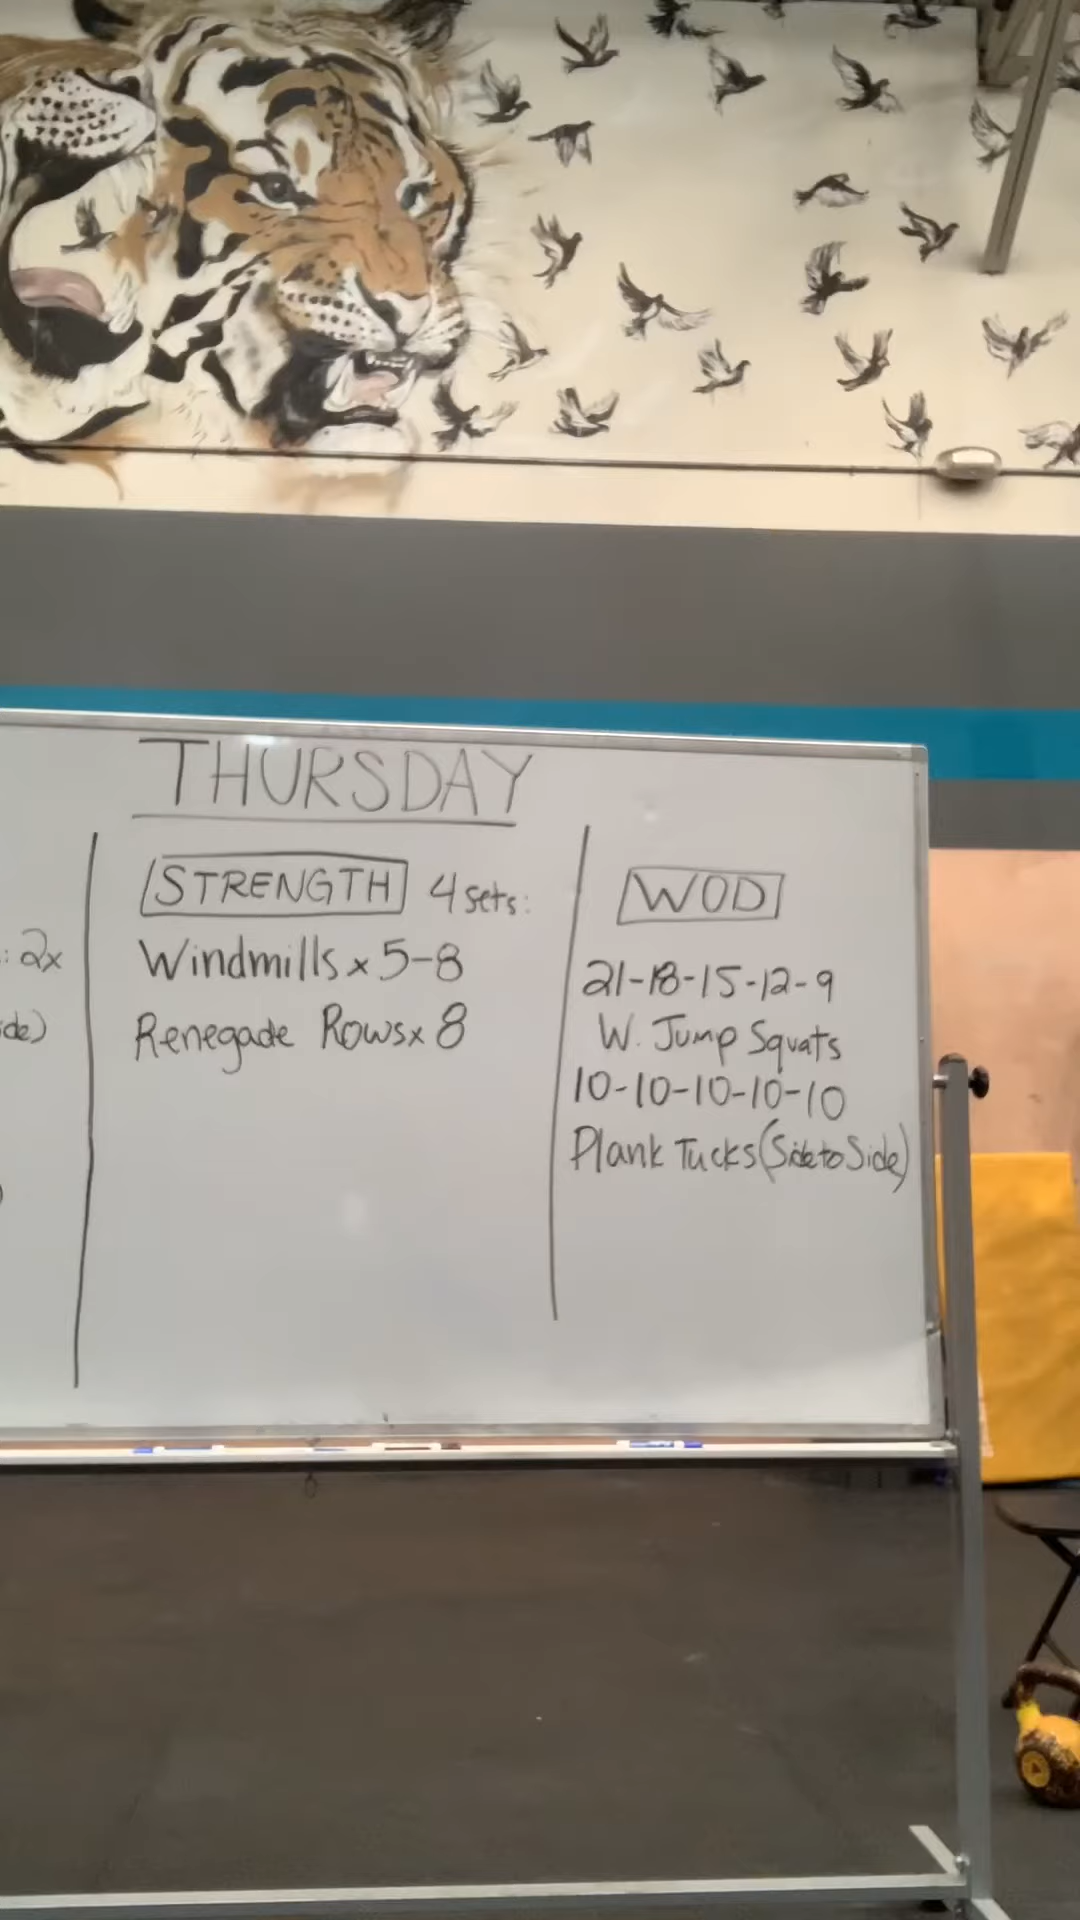 THURSDAY
: 2x
ide)
)
STRENGTH 4 sets:
Windmills x 5-8
Renegade Rows x 8
WOD
21-18-15-12-9
W. Jump Squats
10-10-10-10-10
Plank Tucks (Side to Side)